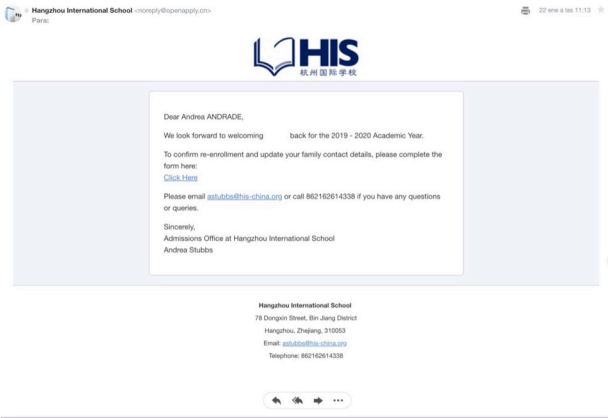 Hangzhou International School <noreply@openapply.cn>
Para:
22 ene a las 11:13
HIS
杭州国际学校
Dear Andrea ANDRADE,
We look forward to welcoming back for the 2019 - 2020 Academic Year.
To confirm re-enrollment and update your family contact details, please complete the
form here:
Click Here
Please email astubbs@his-china.org or call 862162614338 if you have any questions
or queries.
Sincerely,
Admissions Office at Hangzhou International School
Andrea Stubbs
Hangzhou International School
78 Dongxin Street, Bin Jiang District
Hangzhou, Zhejiang, 310053
Email: astubbs@his-china.org
Telephone: 862162614338